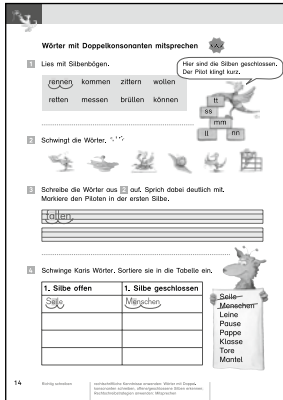 Wörter mit Doppelkonsonanten mitsprechen
1 Lies mit Silbenbögen.
Hier sind die Silben geschlossen.
Der Pilot klingt kurz.
rennen kommen zittern wollen
retten messen brüllen können
tt
ss
mm
ll nn
2 Schwingt die Wörter.
3 Schreibe die Wörter aus 2 auf. Sprich dabei deutlich mit.
Markiere den Piloten in der ersten Silbe.
fallen,
4 Schwinge Karis Wörter. Sortiere sie in die Tabelle ein.
1. Silbe offen 1. Silbe geschlossen
Seile Menschen
Seile
Menschen
Leine
Pause
Pappe
Klasse
Tore
Mantel
14 Richtig schreiben